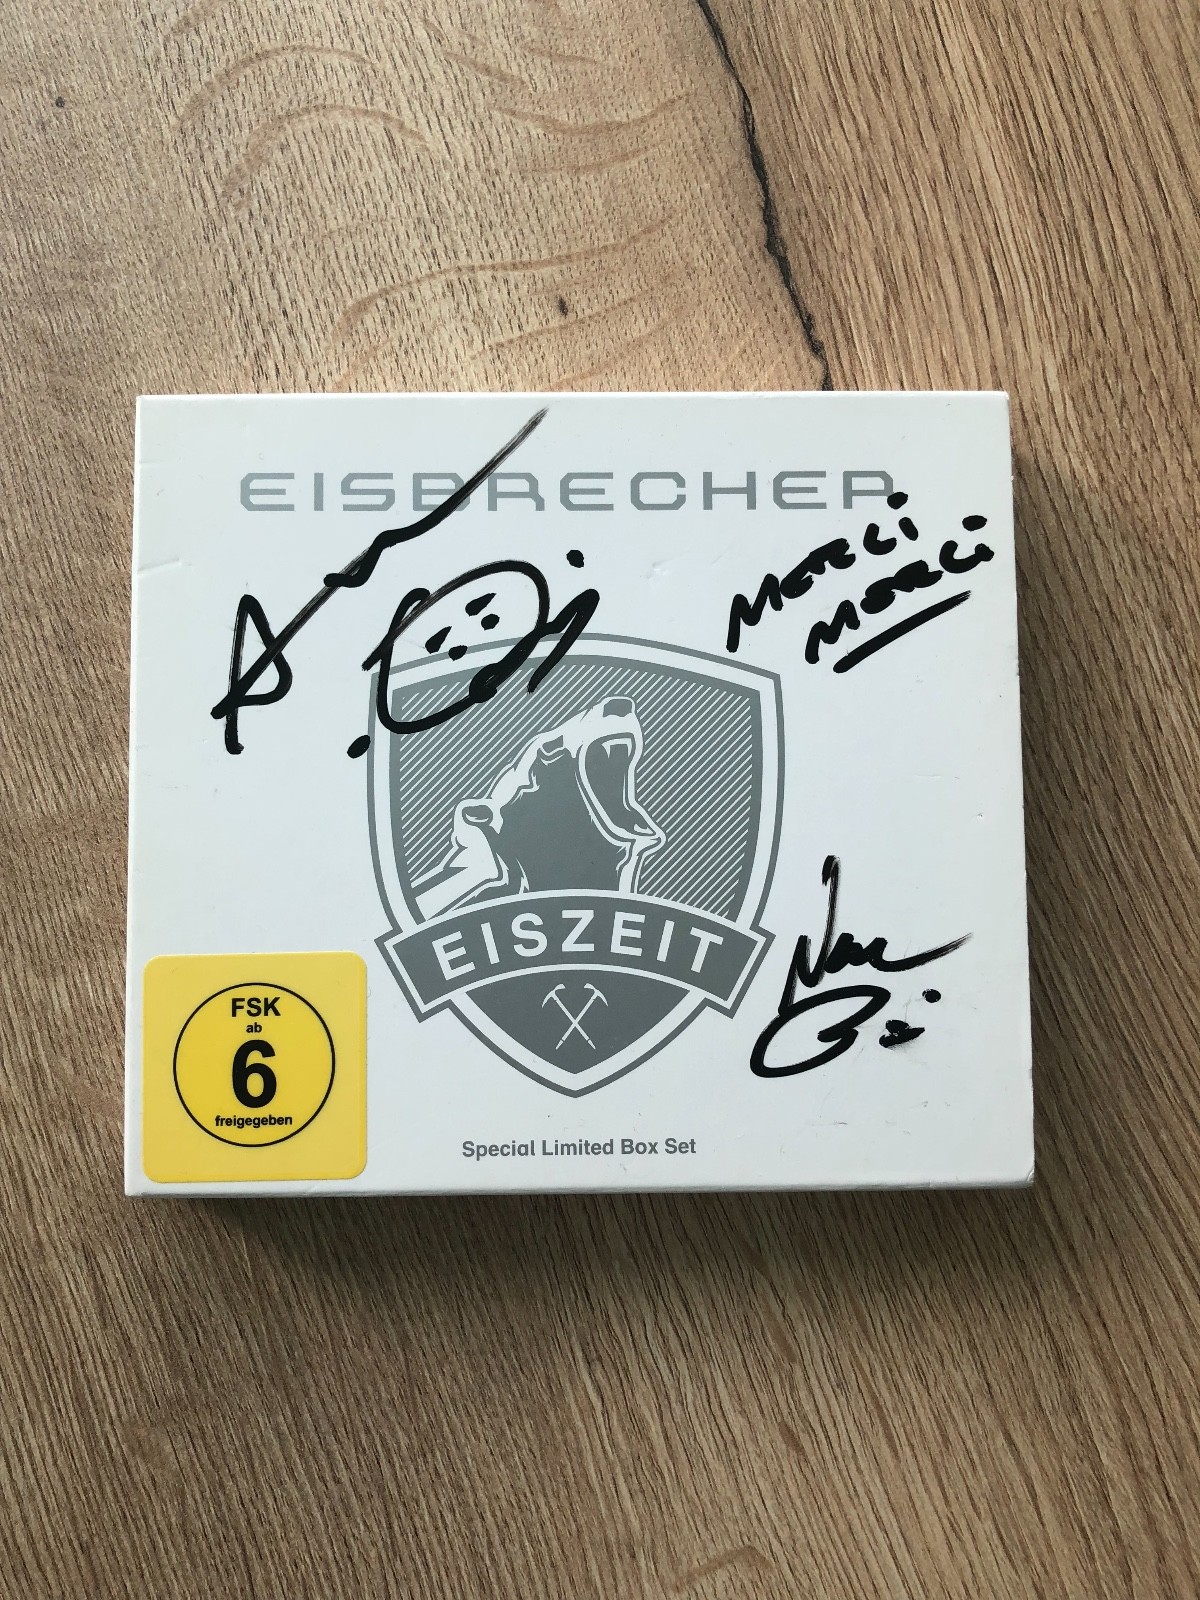 EISBRECHER
MERCI
MERCI
EISZEIT
FSK
ab
6
freigegeben
Special Limited Box Set